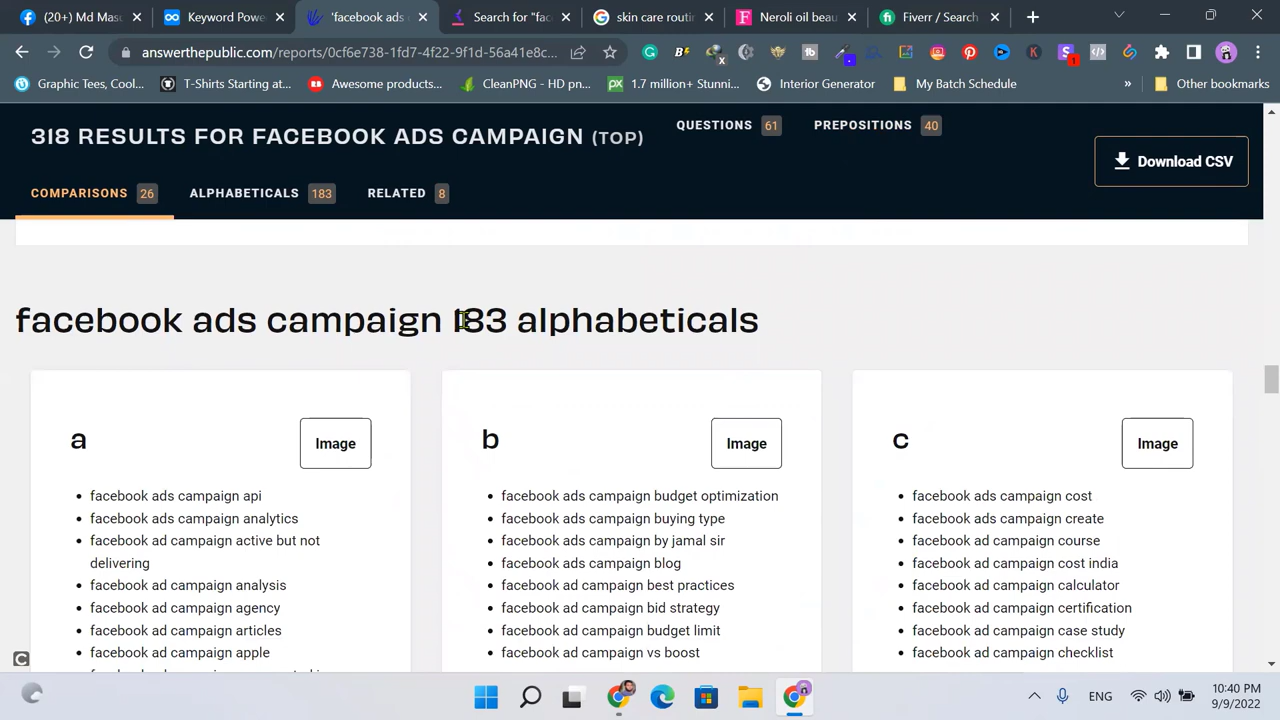 (20+) Md Masu
Keyword Powe
'facebook ads
Search for "fac
skin care routi
Neroli oil beau
Fiverr / Search
answerthepublic.com/reports/0cf6e738-1fd7-4f22-9f1d-56a41e8c...
Graphic Tees, Cool...
T-Shirts Starting at...
Awesome products...
CleanPNG - HD pn...
1.7 million+ Stunni...
Interior Generator
My Batch Schedule
Other bookmarks
318 RESULTS FOR FACEBOOK ADS CAMPAIGN (TOP)
QUESTIONS 61
PREPOSITIONS 40
Download CSV
COMPARISONS 26
ALPHABETICALS 183
RELATED 8
facebook ads campaign 183 alphabeticals
a
Image
facebook ads campaign api
facebook ads campaign analytics
facebook ad campaign active but not
delivering
facebook ad campaign analysis
facebook ad campaign agency
facebook ad campaign articles
facebook ad campaign apple
b
Image
facebook ads campaign budget optimization
facebook ads campaign buying type
facebook ads campaign by jamal sir
facebook ads campaign blog
facebook ad campaign best practices
facebook ad campaign bid strategy
facebook ad campaign budget limit
facebook ad campaign vs boost
c
Image
facebook ads campaign cost
facebook ads campaign create
facebook ad campaign course
facebook ad campaign cost india
facebook ad campaign calculator
facebook ad campaign certification
facebook ad campaign case study
facebook ad campaign checklist
ENG
10:40 PM
9/9/2022